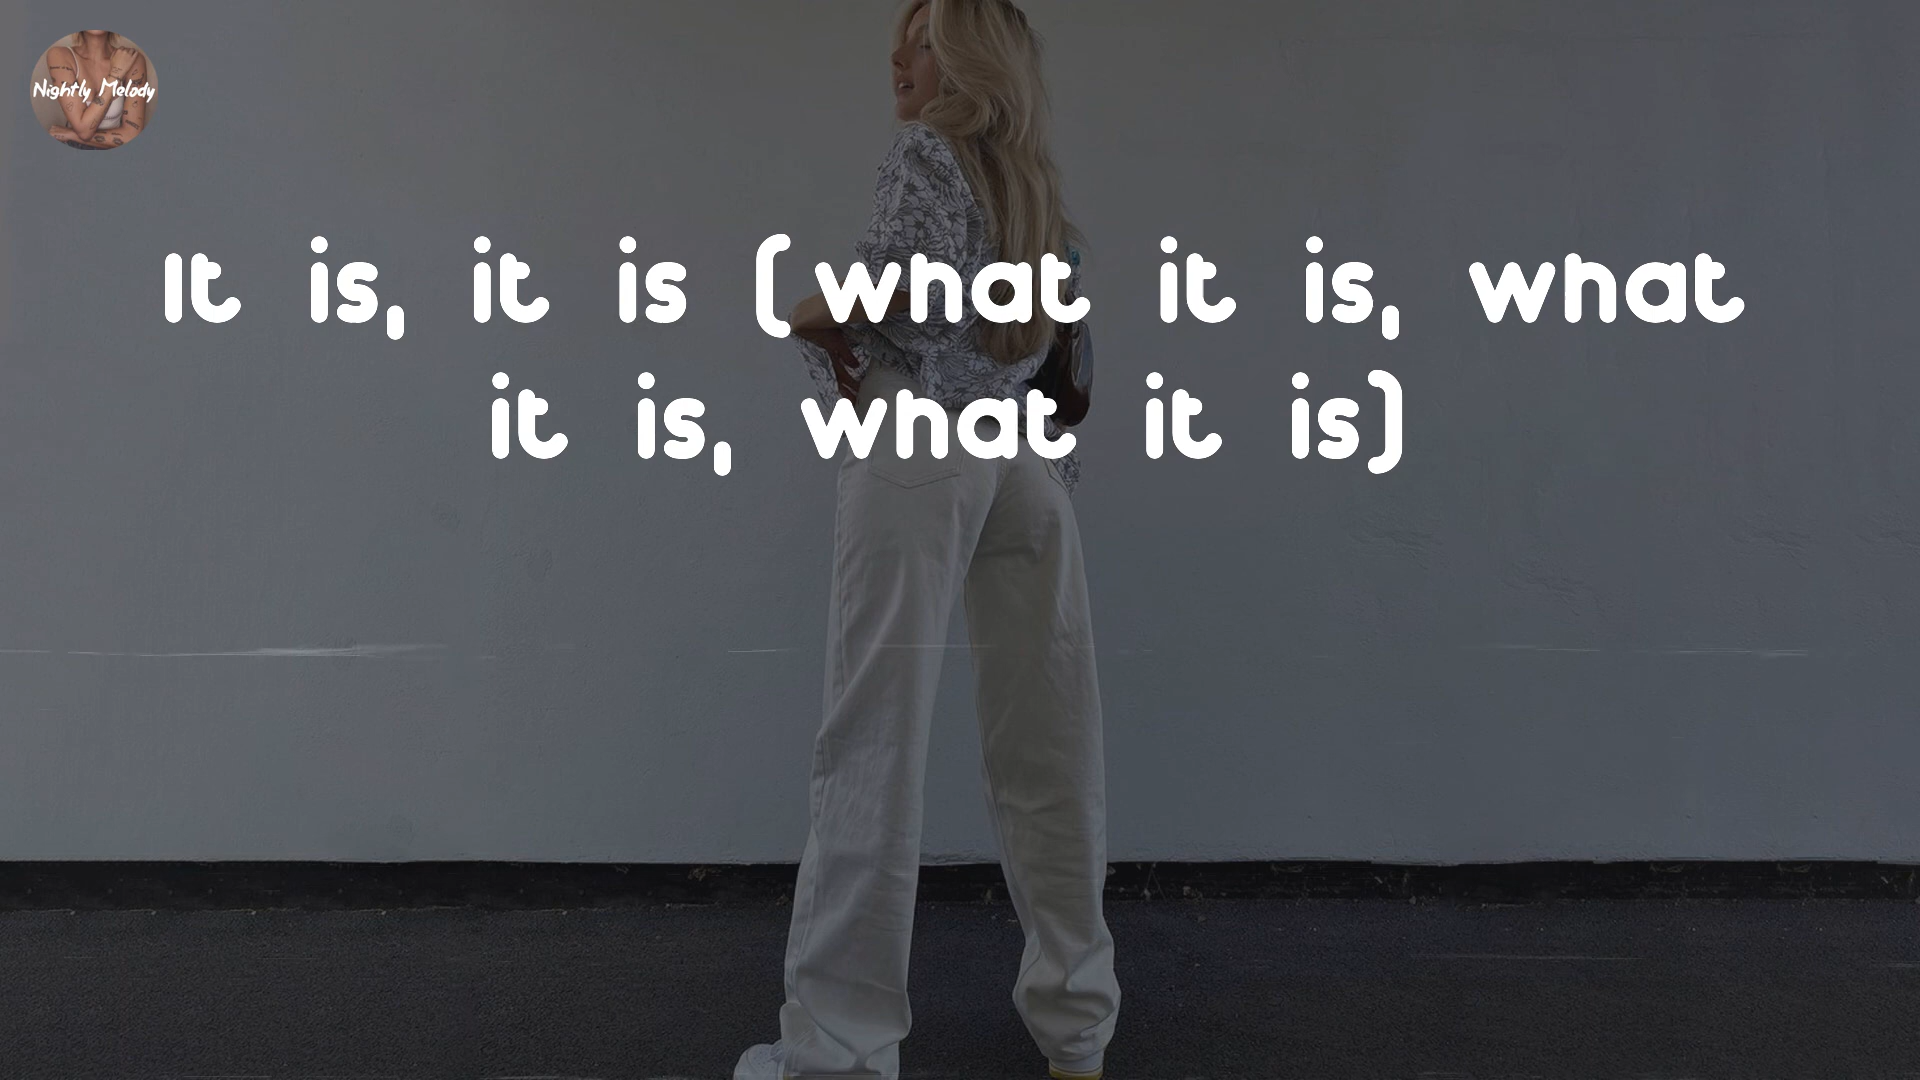 Nightly Melody
It is, it is (what it is, what
it is, what it is)